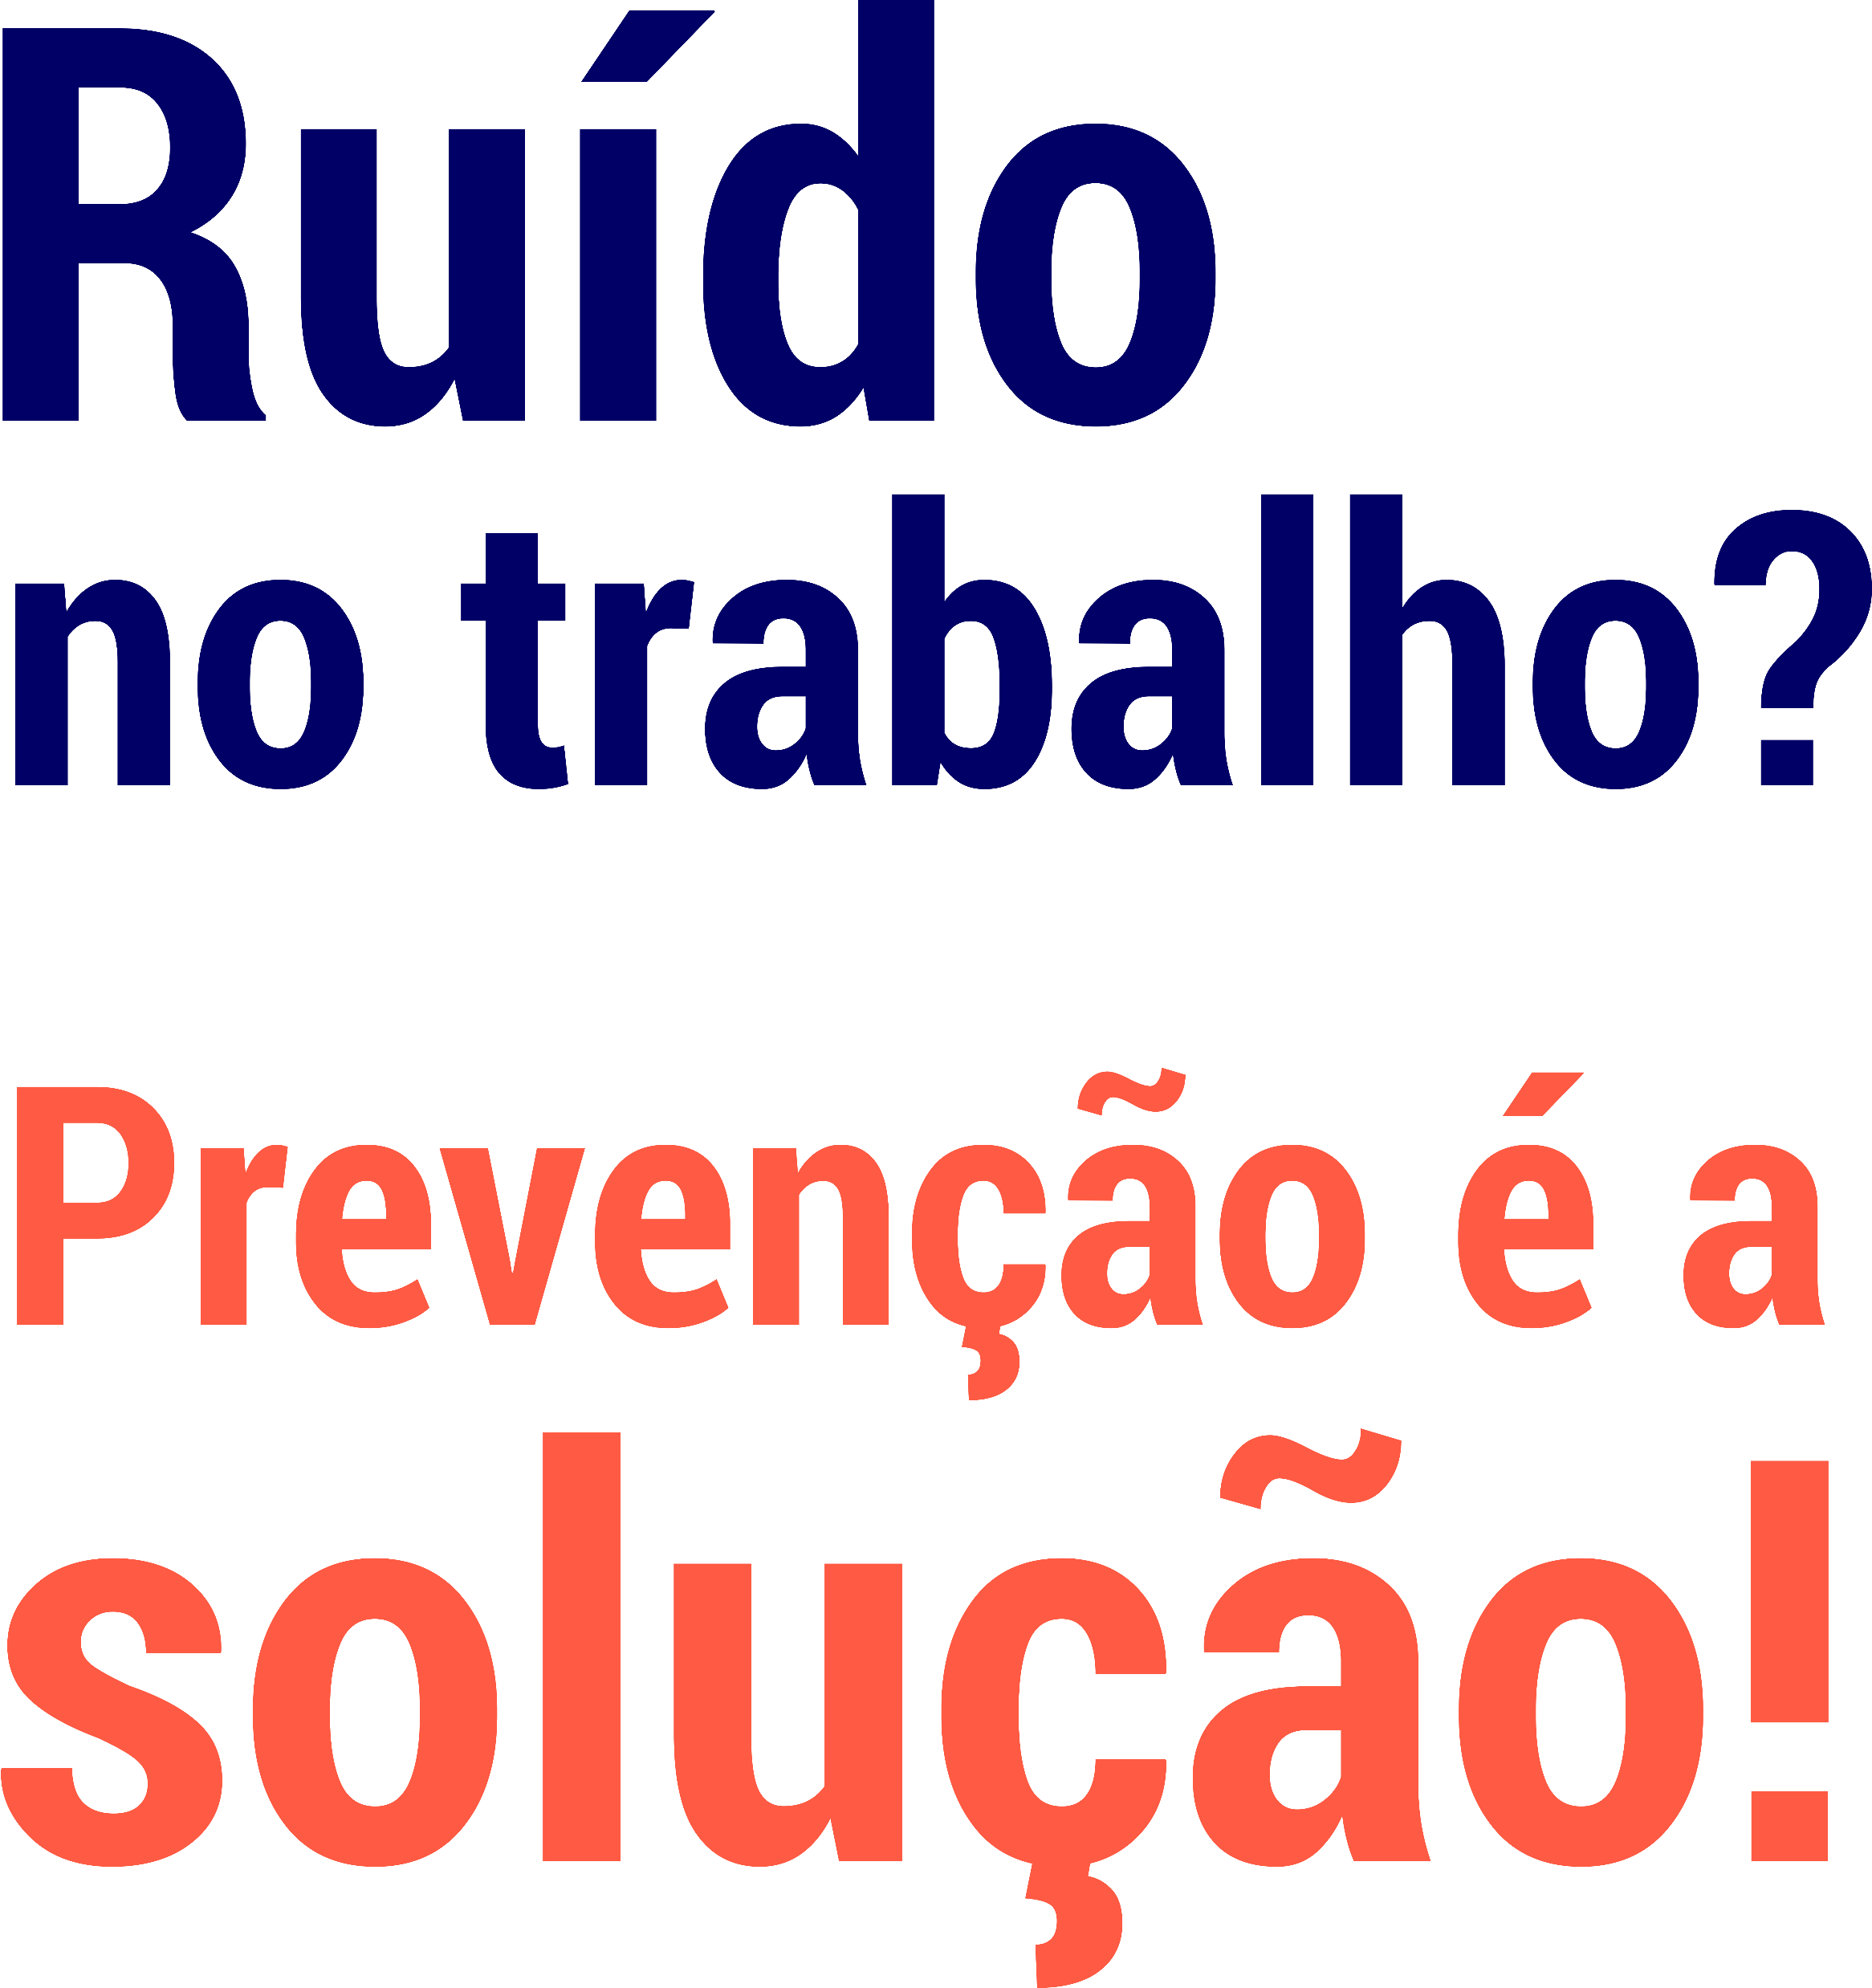 Ruído
no trabalho?
Prevenção é a
solução!